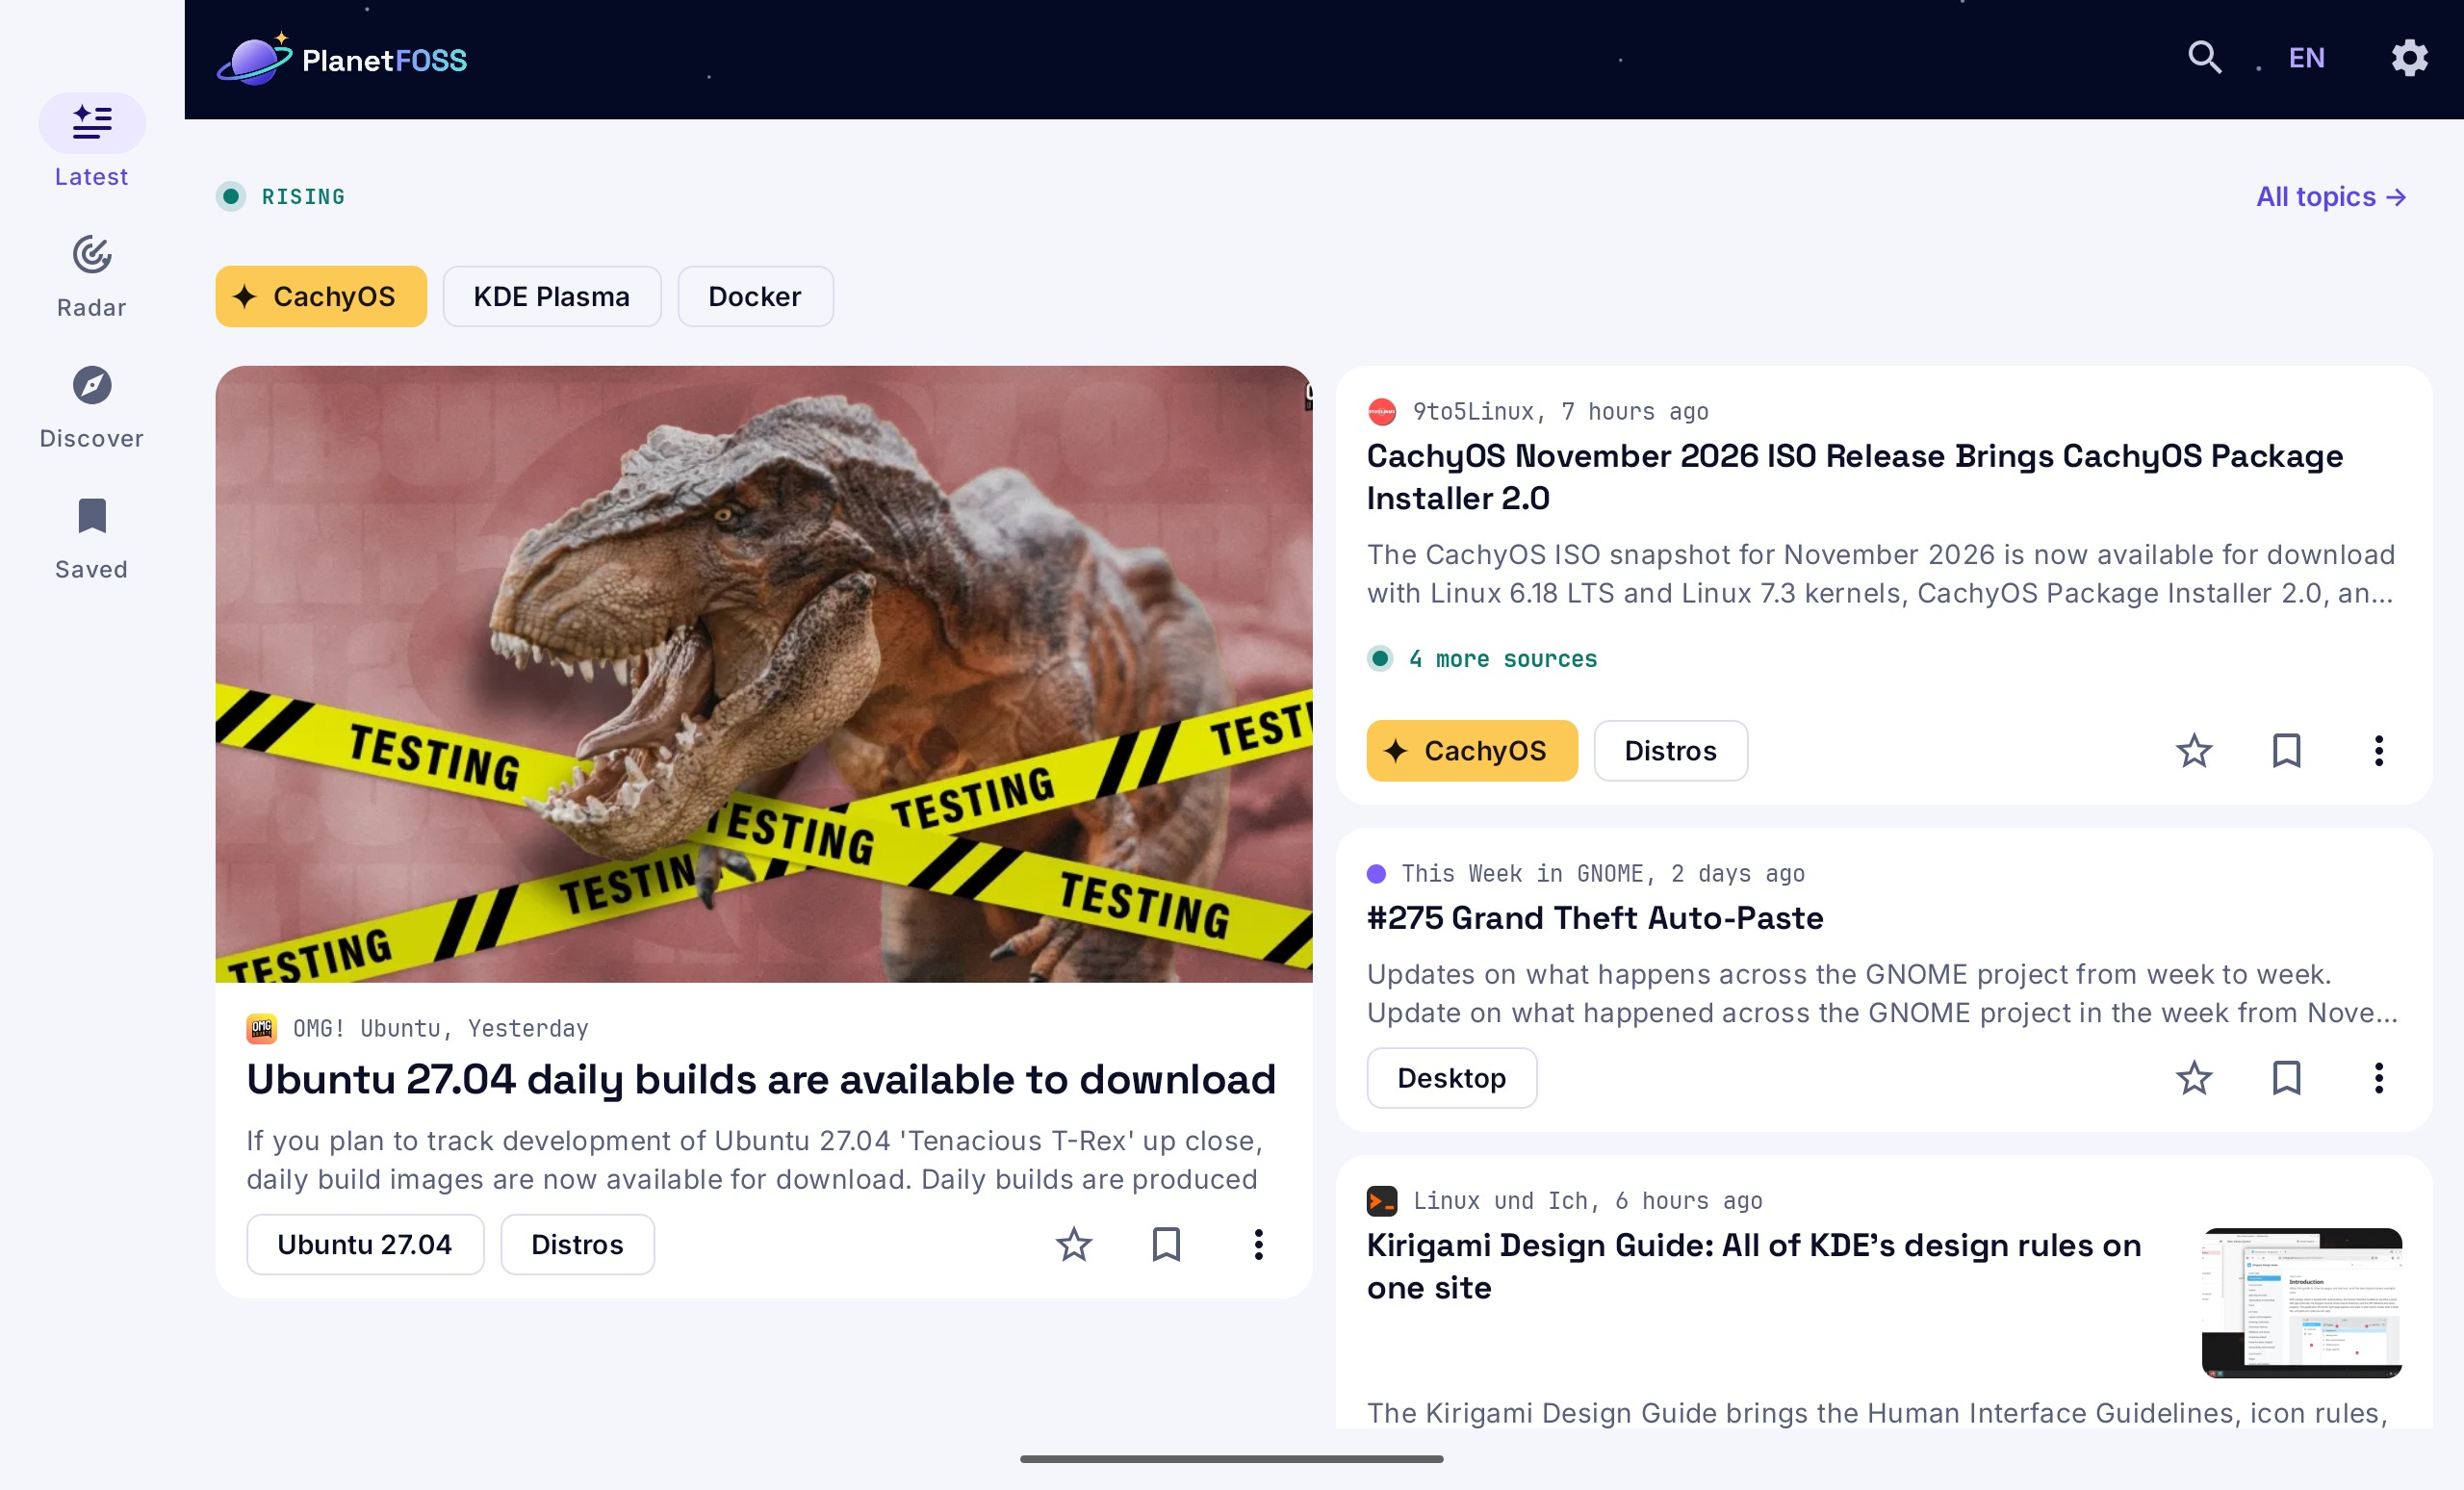 PlanetFOSS
EN
Latest
Radar
Discover
Saved
RISING
All topics →
CachyOS
KDE Plasma
Docker
TESTING
TESTING
TESTING
TESTI
TESTIN
TESTING
TESTING
OMG! Ubuntu, Yesterday
Ubuntu 27.04 daily builds are available to download
If you plan to track development of Ubuntu 27.04 'Tenacious T-Rex' up close,
daily build images are now available for download. Daily builds are produced
Ubuntu 27.04
Distros
9to5Linux, 7 hours ago
CachyOS November 2026 ISO Release Brings CachyOS Package
Installer 2.0
The CachyOS ISO snapshot for November 2026 is now available for download
with Linux 6.18 LTS and Linux 7.3 kernels, CachyOS Package Installer 2.0, an...
4 more sources
CachyOS
Distros
This Week in GNOME, 2 days ago
#275 Grand Theft Auto-Paste
Updates on what happens across the GNOME project from week to week.
Update on what happened across the GNOME project in the week from Nove...
Desktop
Linux und Ich, 6 hours ago
Kirigami Design Guide: All of KDE's design rules on
one site
Introduction
The Kirigami Design Guide brings the Human Interface Guidelines, icon rules,